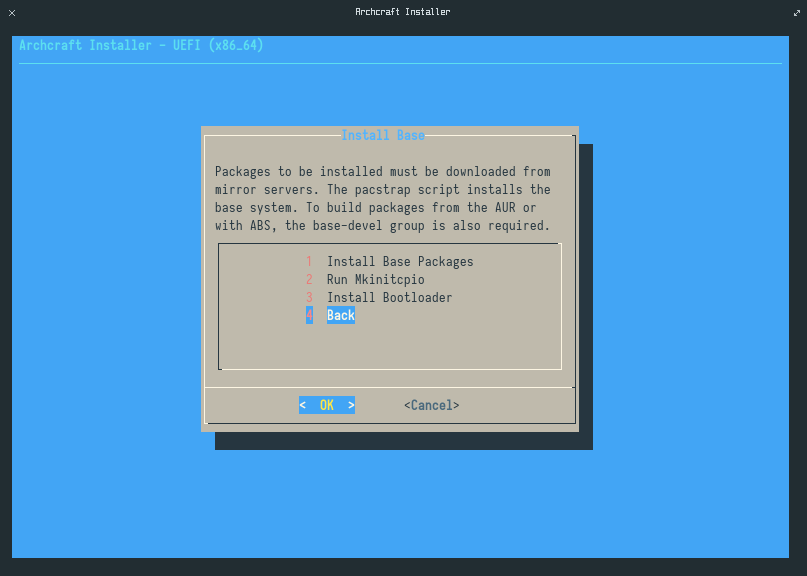 Archcraft Installer
Archcraft Installer - UEFI (x86_64)
Install Base
Packages to be installed must be downloaded from
mirror servers. The pacstrap script installs the
base system. To build packages from the AUR or
with ABS, the base-devel group is also required.
1 Install Base Packages
2 Run Mkinitcpio
3 Install Bootloader
4 Back
< OK > <Cancel>